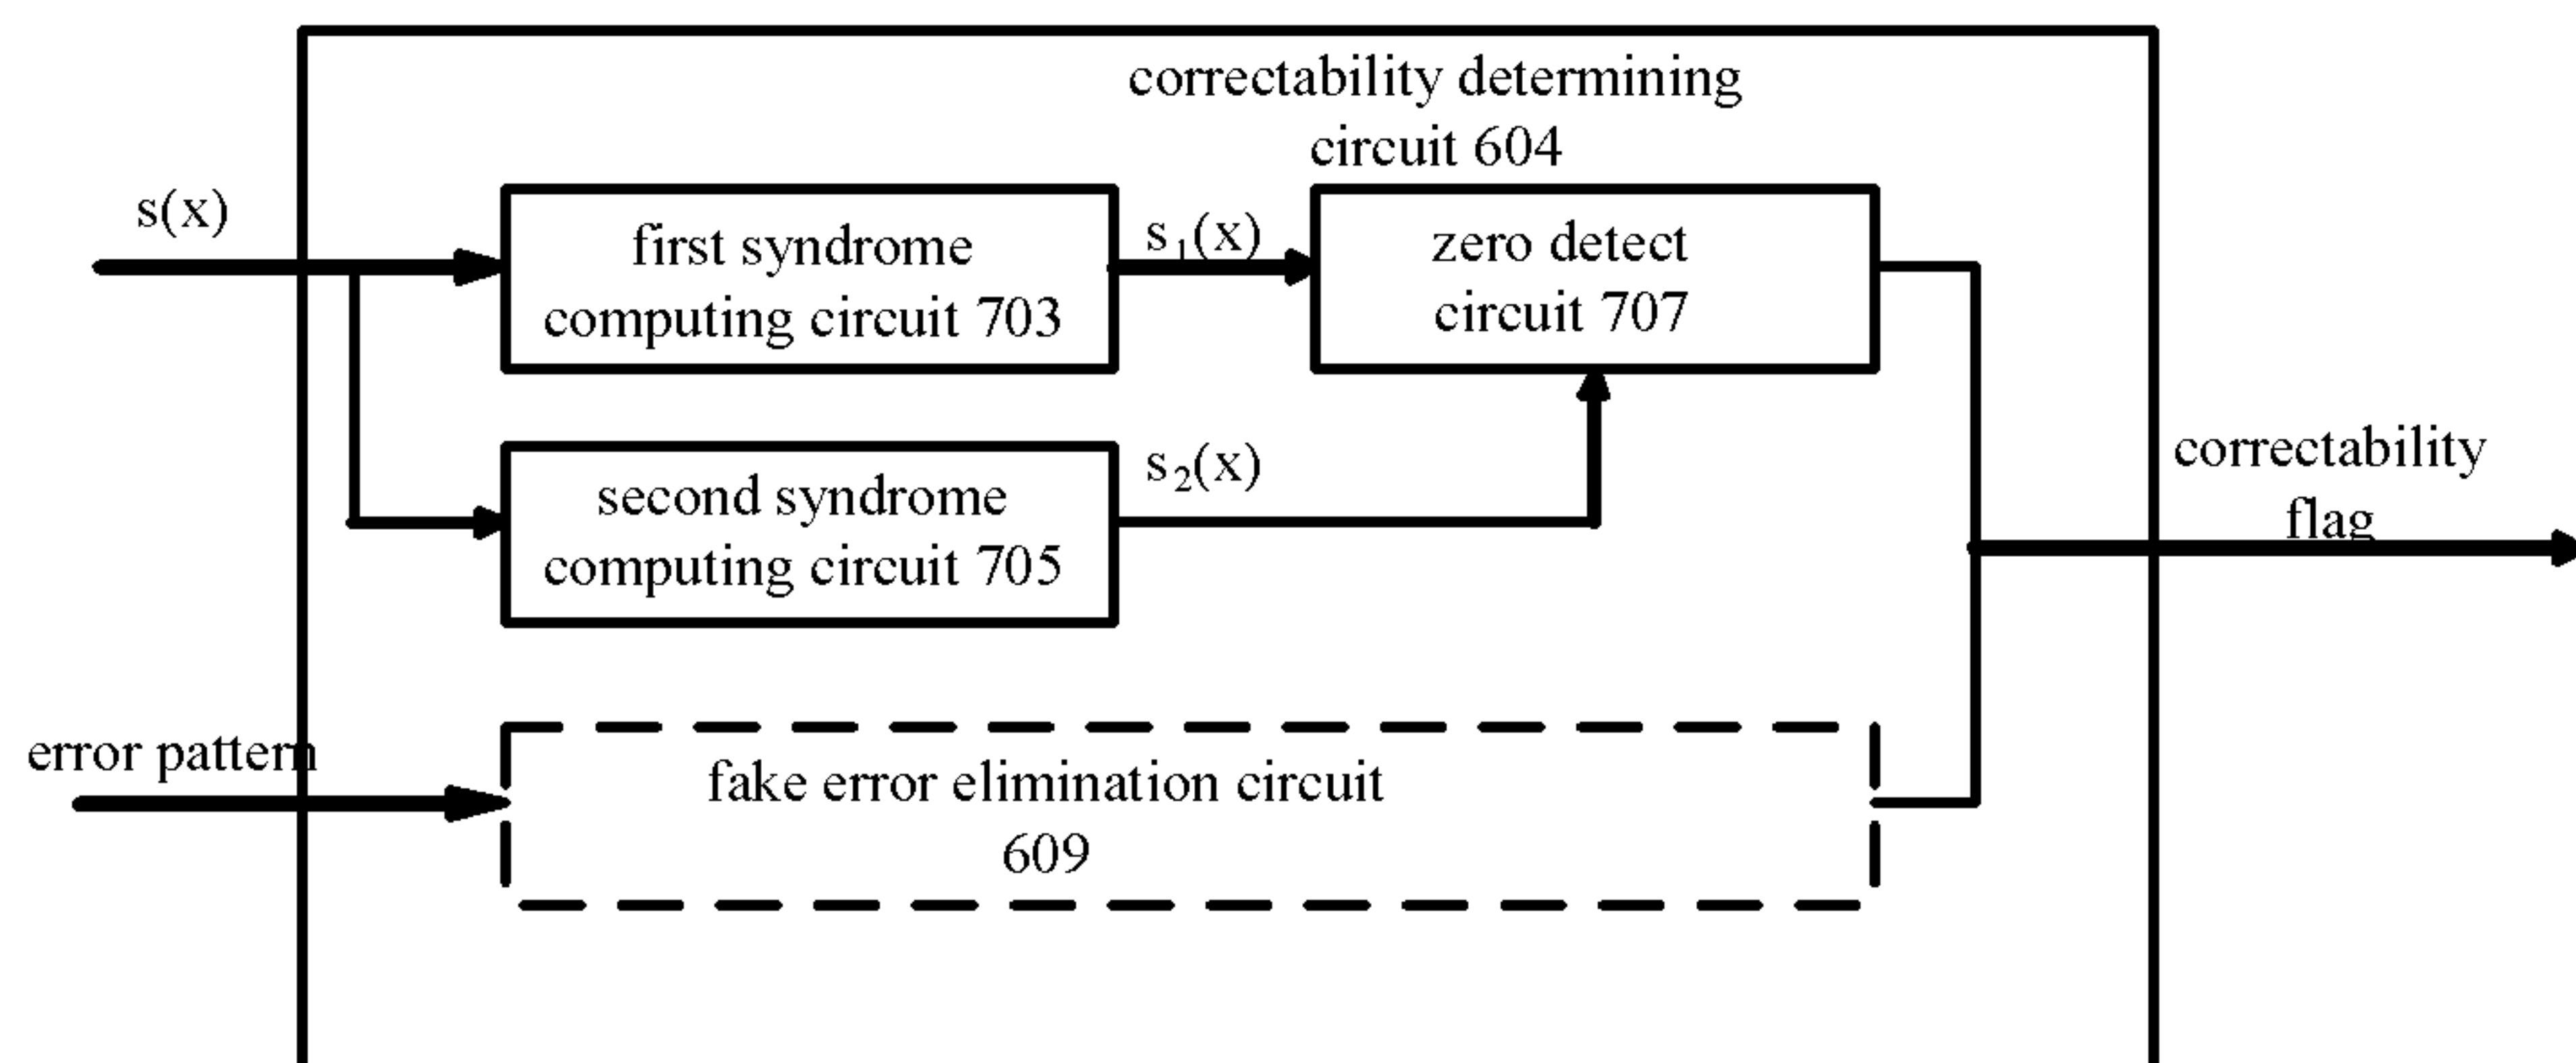 correctability determining
circuit 604
s(x)
first syndrome
computing circuit 703
s₁(x)
zero detect
circuit 707
second syndrome
computing circuit 705
s₂(x)
correctability
flag
error pattern
fake error elimination circuit
609